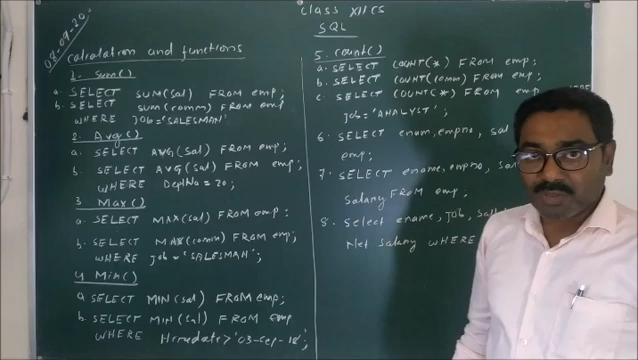 Class XII CS
SQL
08-09-20
Calculation and functions
1. Sum()
a. SELECT SUM(Sal) FROM emp;
b. SELECT sum(comm) FROM emp
WHERE job='SALESMAN'
2. Avg()
a. SELECT AVG(Sal) FROM emp;
b. SELECT AVG(Sal) FROM emp;
WHERE DeptNo = 20;
3. Max()
a. SELECT MAX(Sal) FROM emp;
b. SELECT MAX(comm) FROM emp,
WHERE job='SALESMAN';
4. Min()
a SELECT MIN(Sal) FROM emp;
b. SELECT MIN(Sal) FROM emp
WHERE Hiredate>'03-Sep-18';
5. Count()
a. SELECT COUNT(*) FROM emp;
b. SELECT COUNT(comm) FROM emp;
c. SELECT COUNT(*) FROM emp
job='ANALYST';
6. SELECT enum, empno, Sal
emp;
7. SELECT ename, empno,
Salary FROM emp;
8. Select ename, job,
Net Salary WHERE